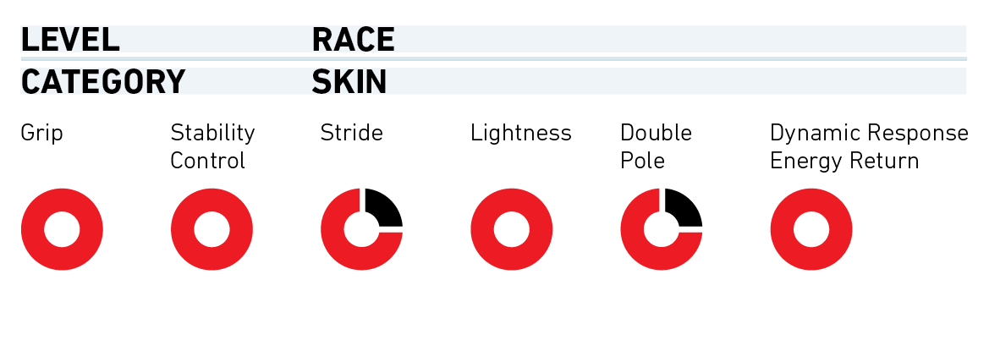 LEVEL RACE
CATEGORY SKIN
Grip
Stability
Control
Stride
Lightness
Double
Pole
Dynamic Response
Energy Return